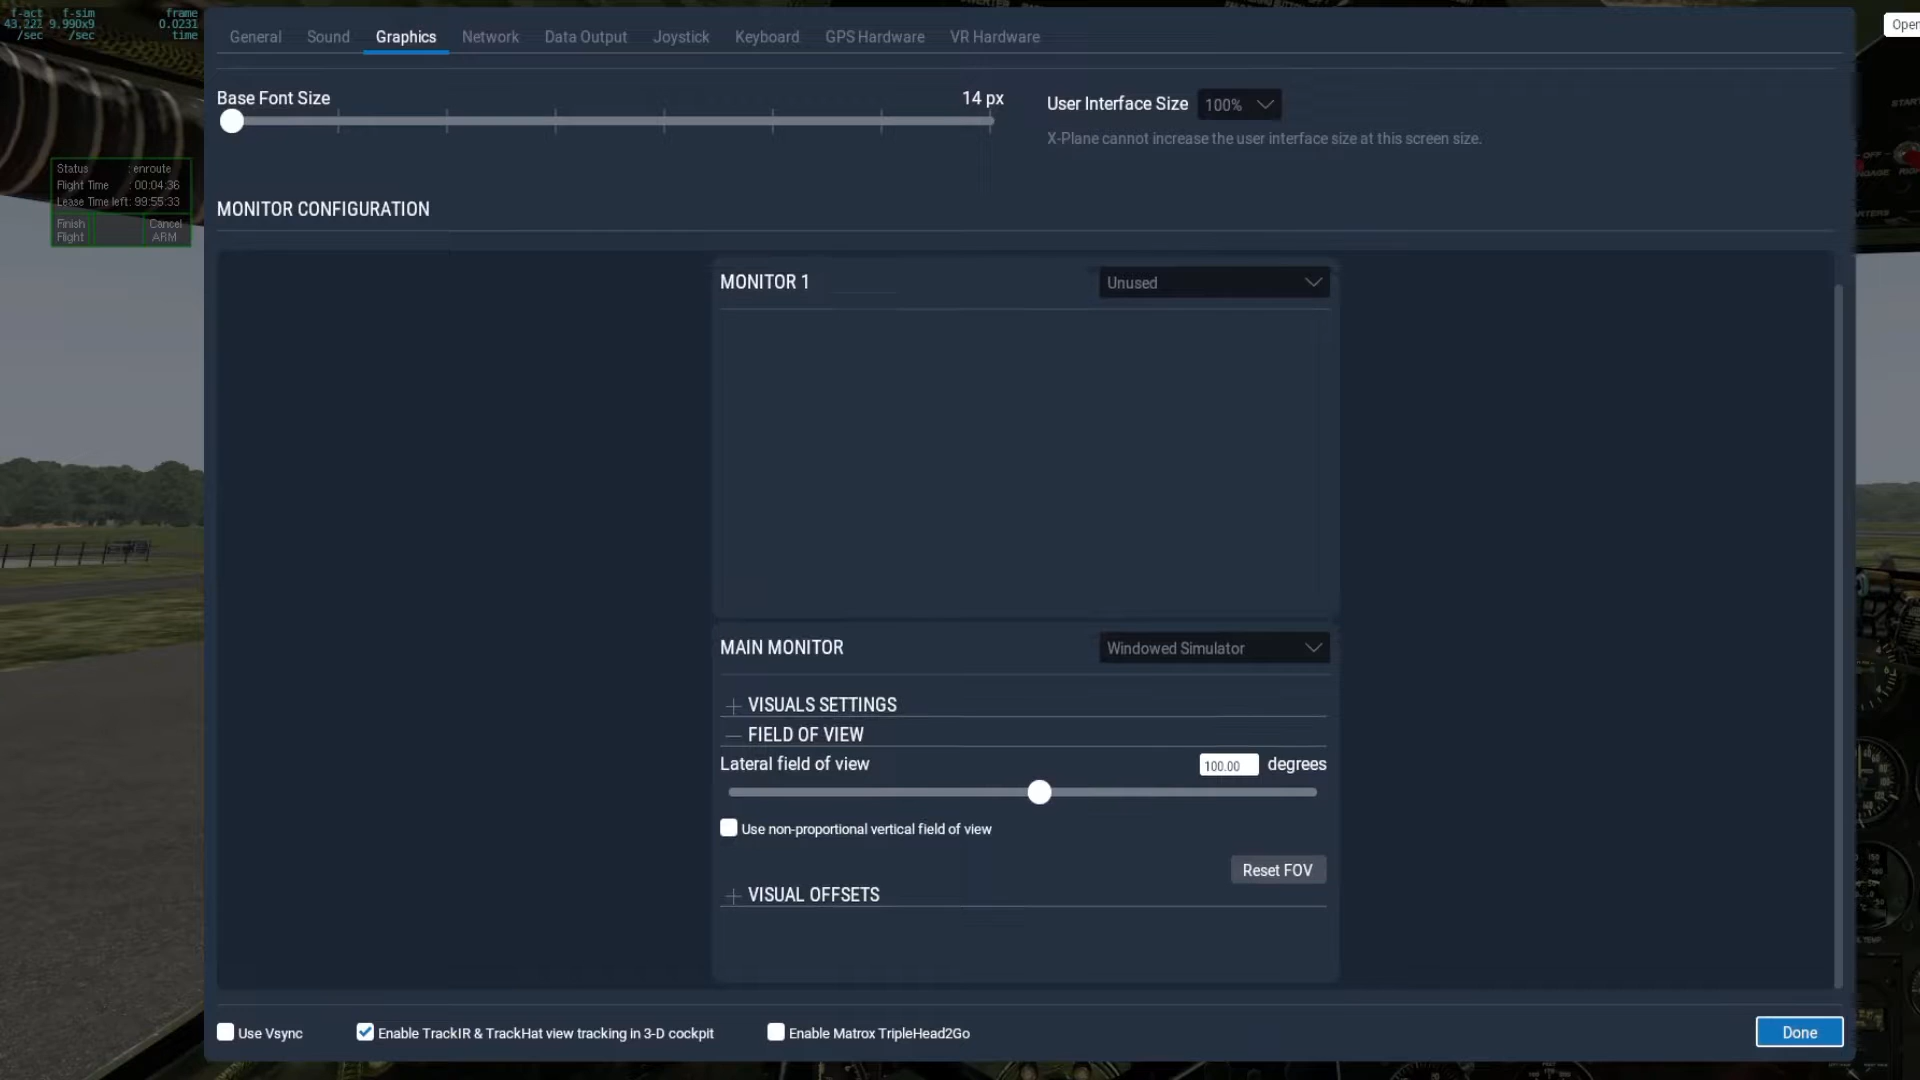 f-act f-sim frame
43.221 9.990x9 0.0231
/sec /sec time
General Sound Graphics Network Data Output Joystick Keyboard GPS Hardware VR Hardware
Open
Base Font Size 14 px
User Interface Size 100%
X-Plane cannot increase the user interface size at this screen size.
Status : enroute
Flight Time : 00:04:36
Lease Time left: 99:55:33
Finish Flight
Cancel ARM
MONITOR CONFIGURATION
MONITOR 1 Unused
MAIN MONITOR Windowed Simulator
VISUALS SETTINGS
FIELD OF VIEW
Lateral field of view 100.00 degrees
Use non-proportional vertical field of view
Reset FOV
VISUAL OFFSETS
Use Vsync Enable TrackIR & TrackHat view tracking in 3-D cockpit Enable Matrox TripleHead2Go Done